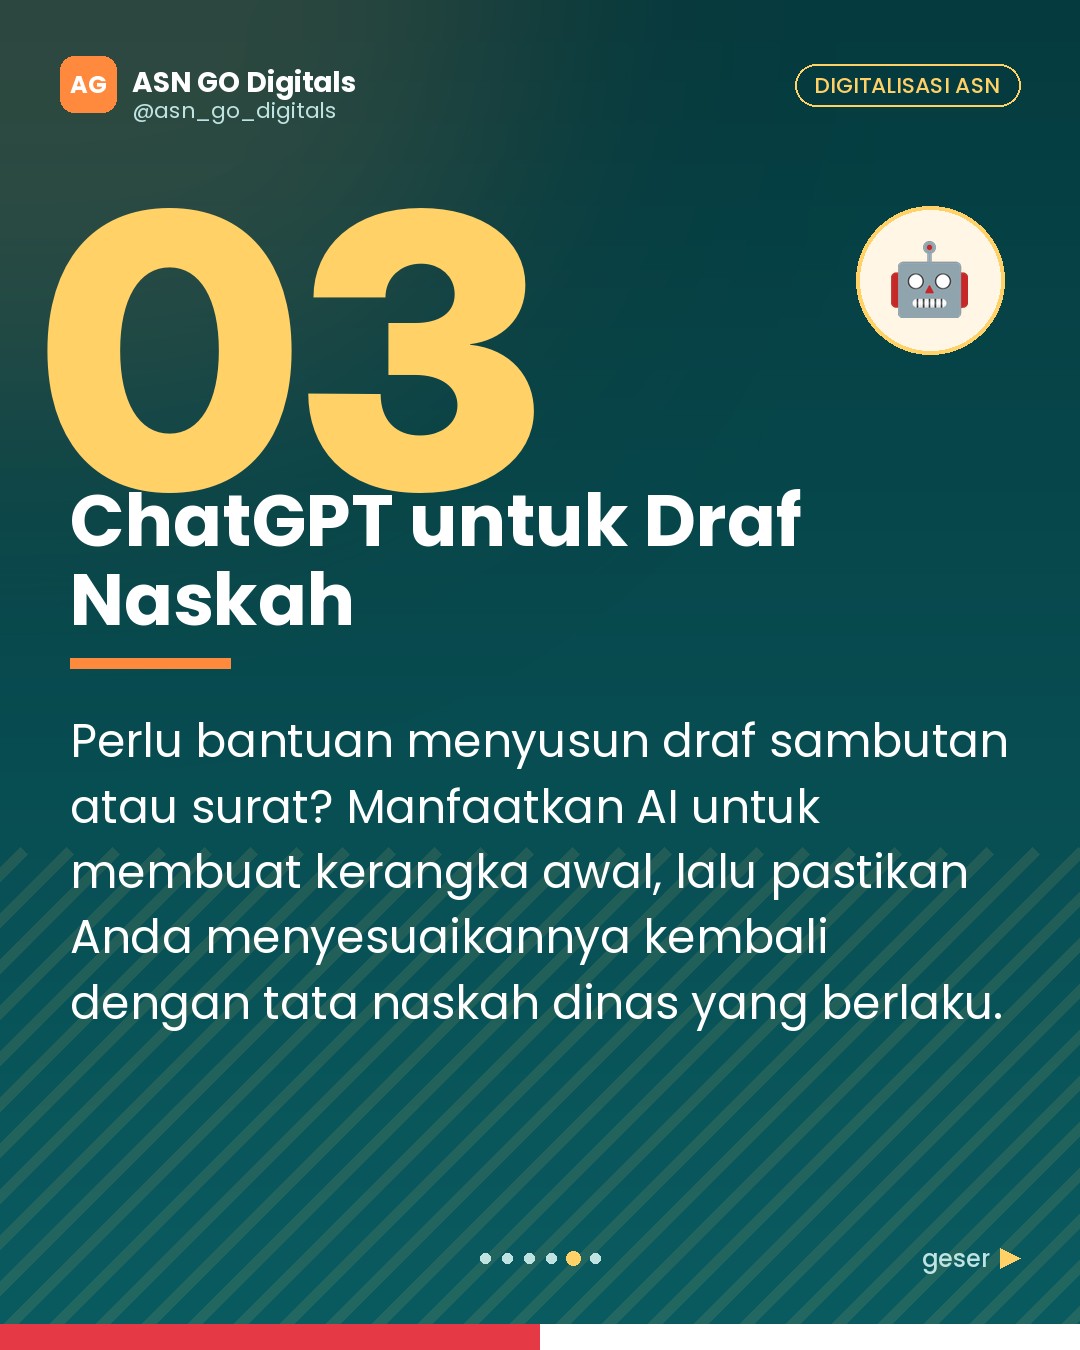 AG
ASN GO Digitals
@asn_go_digitals
DIGITALISASI ASN
03
ChatGPT untuk Draf
Naskah
Perlu bantuan menyusun draf sambutan
atau surat? Manfaatkan AI untuk
membuat kerangka awal, lalu pastikan
Anda menyesuaikannya kembali
dengan tata naskah dinas yang berlaku.
geser